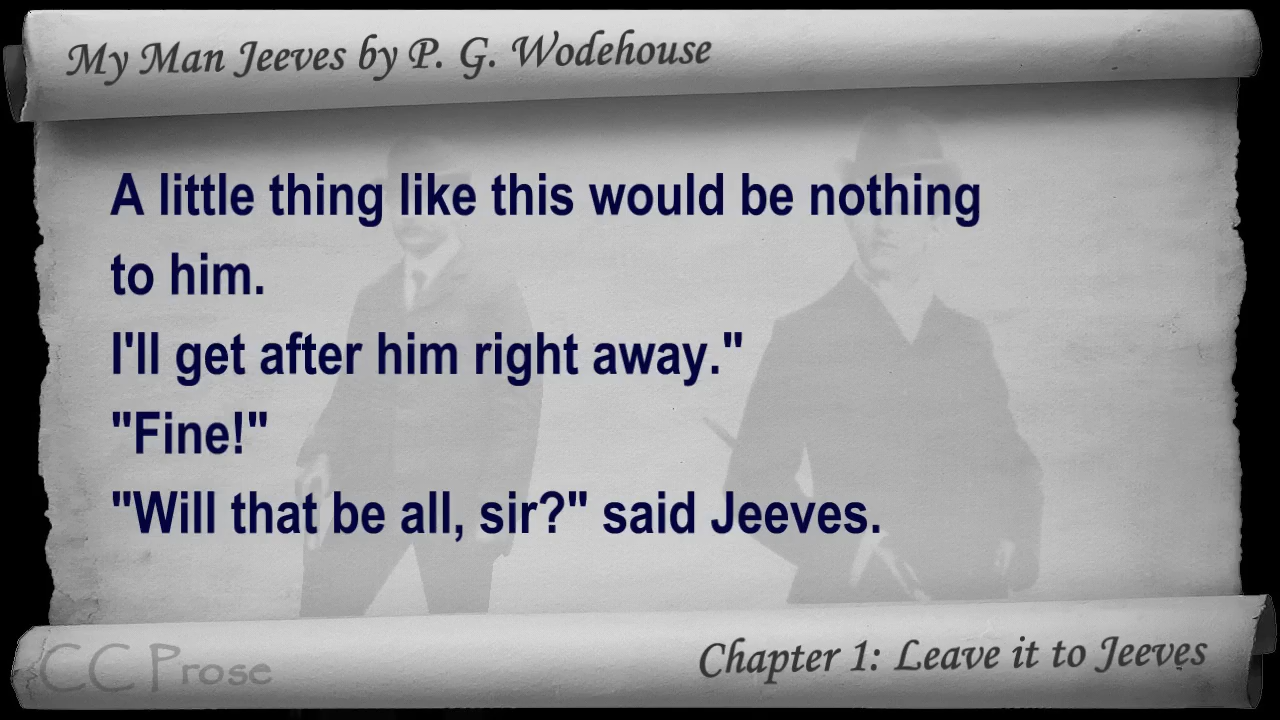 My Man Jeeves by P. G. Wodehouse
A little thing like this would be nothing
to him.
I'll get after him right away."
"Fine!"
"Will that be all, sir?" said Jeeves.
CC Prose
Chapter 1: Leave it to Jeeves